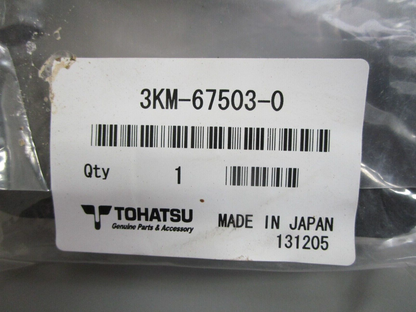 3KM-67503-0
Qty 1
TOHATSU
Genuine Parts & Accessory
MADE IN JAPAN
131205